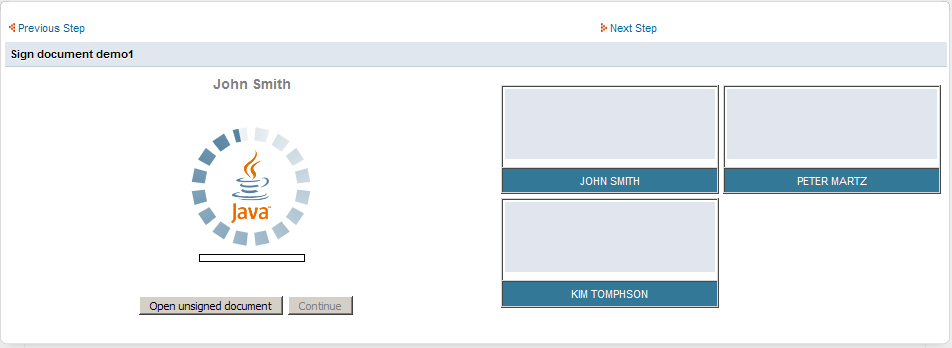 Previous Step
Next Step
Sign document demo1
John Smith
Java™
JOHN SMITH
PETER MARTZ
KIM TOMPHSON
Open unsigned document
Continue